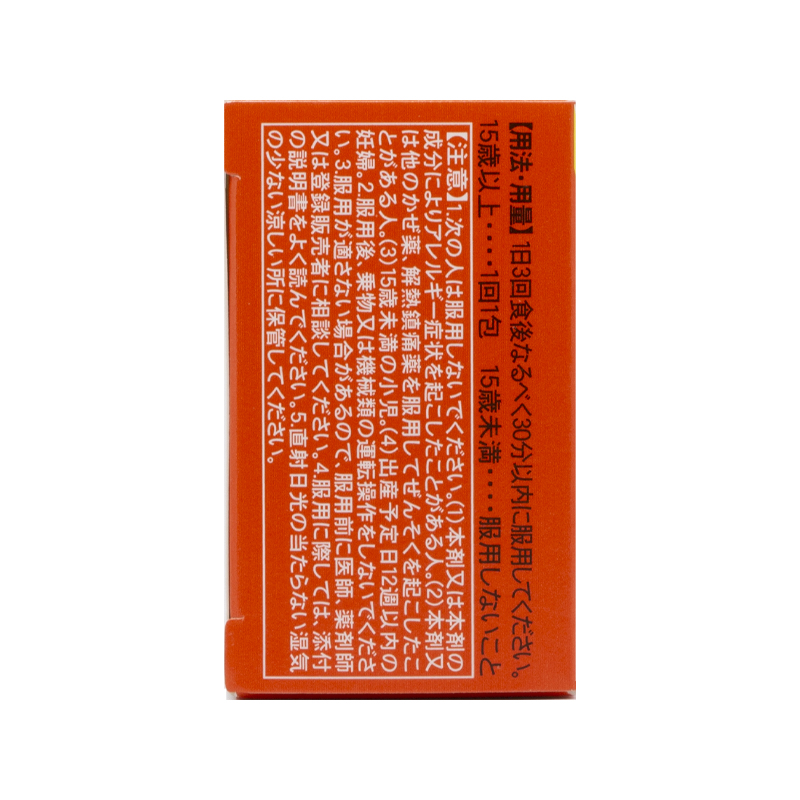 【用法・用量】1日3回食後なるべく30分以内に服用してください。
15歳以上・・・・1回1包　15歳未満・・・・服用しないこと
【注意】1.次の人は服用しないでください。(1)本剤又は本剤の
成分によりアレルギー症状を起こしたことがある人。(2)本剤又
は他のかぜ薬、解熱鎮痛薬を服用してぜんそくを起こしたこ
とがある人。(3)15歳未満の小児。(4)出産予定日12週以内の
妊婦。2.服用後、乗物又は機械類の運転操作をしないでくださ
い。3.服用が適さない場合があるので、服用前に医師、薬剤師
又は登録販売者に相談してください。4.服用に際しては、添付
の説明書をよく読んでください。5.直射日光の当たらない湿気
の少ない涼しい所に保管してください。